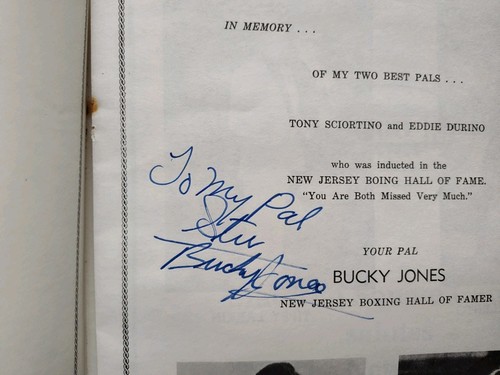 IN MEMORY . . .
OF MY TWO BEST PALS . . .
TONY SCIORTINO and EDDIE DURINO
who was inducted in the
NEW JERSEY BOING HALL OF FAME.
"You Are Both Missed Very Much."
To My Pal
Stu
Bucky Jones
YOUR PAL
BUCKY JONES
NEW JERSEY BOXING HALL OF FAMER